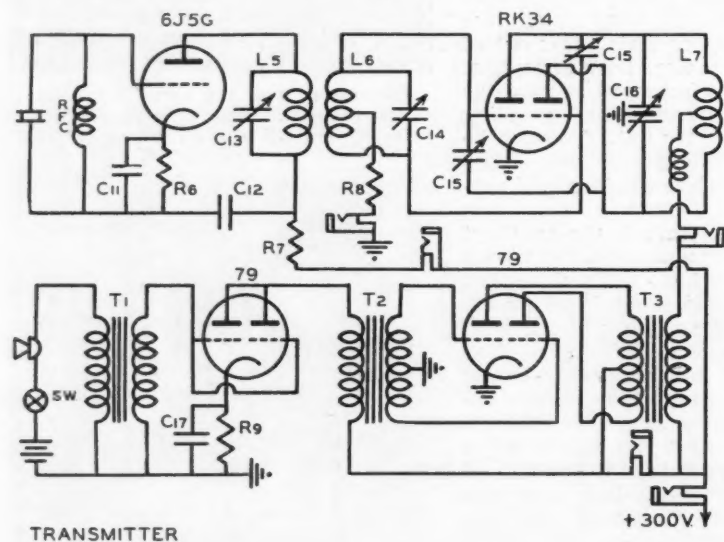 6J5G
RK34
L5
L6
C15
L7
RFC
C13
C14
C16
C11
R6
C12
R8
C15
R7
79
79
T1
T2
T3
SW.
C17
R9
+300V.
TRANSMITTER